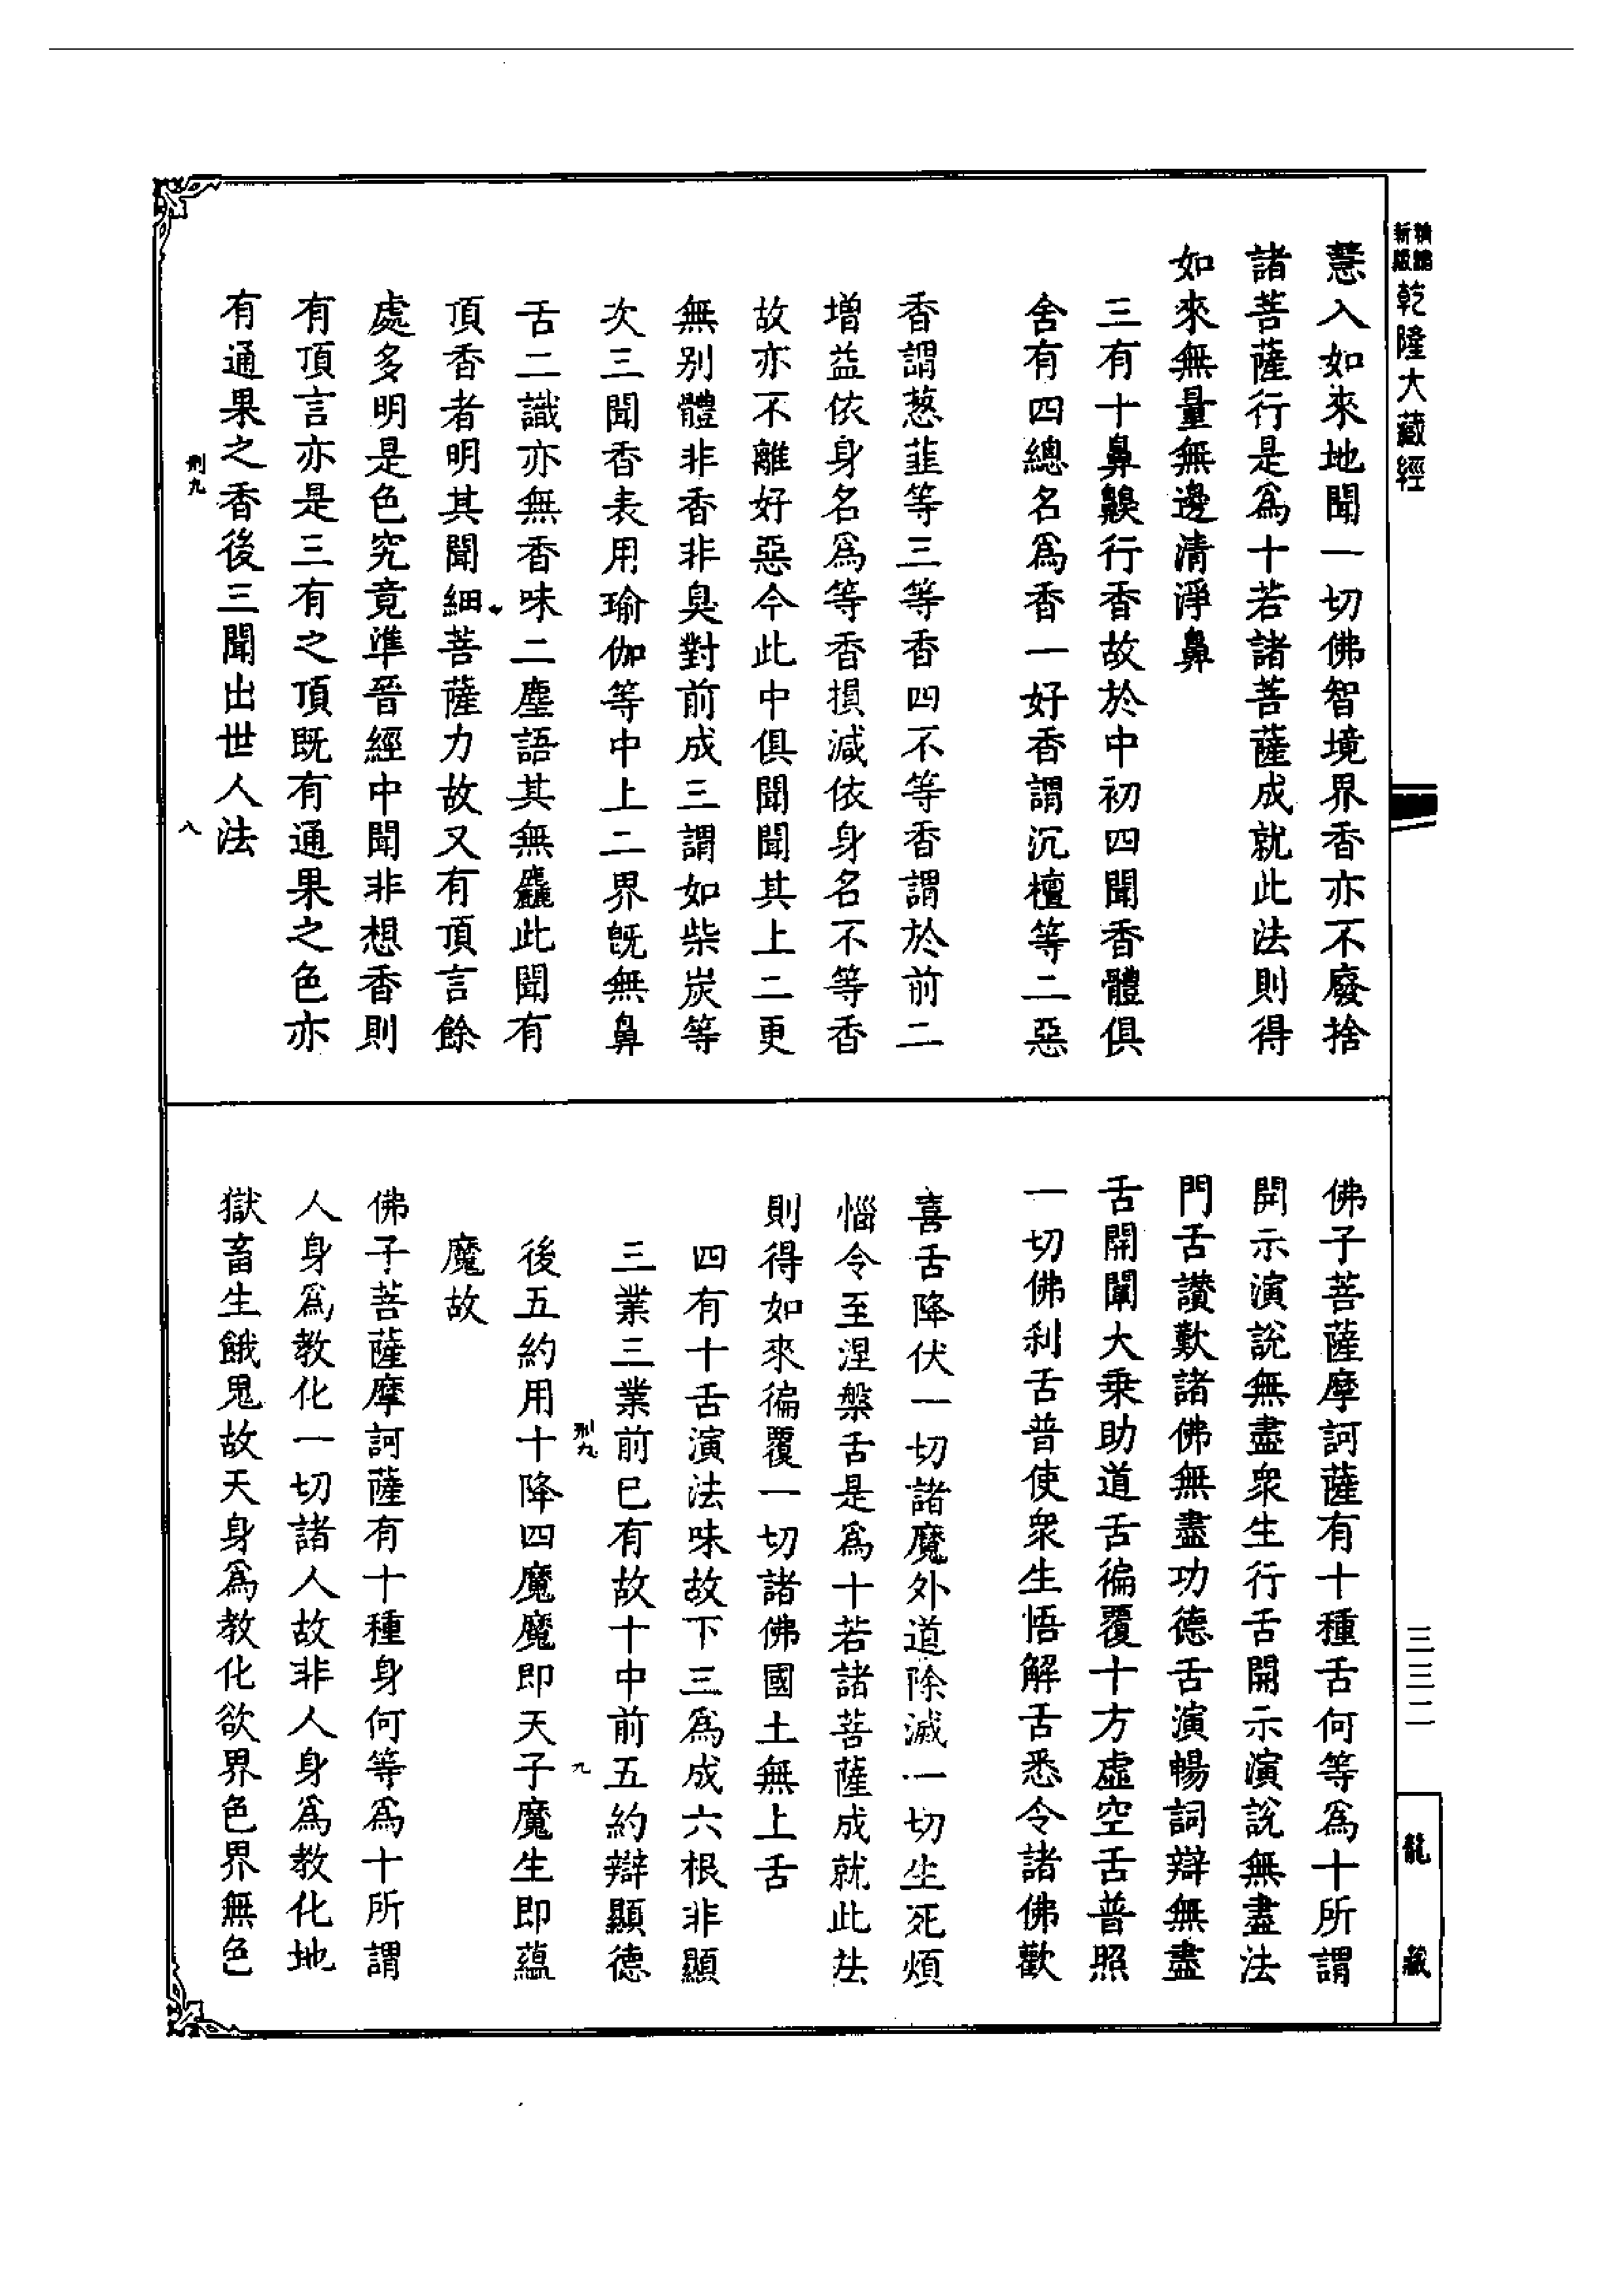 精編
新版
乾隆大藏經
慧入如來地聞一切佛智境界香亦不廢捨
諸菩薩行是爲十若諸菩薩成就此法則得
如來無量無邊清淨鼻
三有十鼻齅行香故於中初四聞香體俱
舍有四總名爲香一好香謂沉檀等二惡
香謂葱韮等三等香四不等香謂於前二
增益依身名爲等香損減依身名不等香
故亦不離好惡今此中俱聞聞其上二更
無別體非香非臭對前成三謂如柴炭等
次三聞香表用瑜伽等中上二界旣無鼻
舌二識亦無香味二塵語其無麤此聞有
頂香者明其聞細菩薩力故又有頂言餘
處多明是色究竟準晉經中聞非想香則
有頂言亦是三有之頂既有通果之色亦
有通果之香後三聞出世人法
刑九
八
佛子菩薩摩訶薩有十種舌何等爲十所謂
開示演說無盡衆生行舌開示演說無盡法
門舌讚歎諸佛無盡功德舌演暢詞辯無盡
舌開闡大乗助道舌徧覆十方虛空舌普照
一切佛刹舌普使衆生悟解舌悉令諸佛歡
喜舌降伏一切諸魔外道除滅一切生死煩
惱令至涅槃舌是爲十若諸菩薩成就此法
則得如來徧覆一切諸佛國土無上舌
四有十舌演法味故下三爲成六根非顯
三業三業前已有故十中前五約辯顯德
刑九
九
後五約用十降四魔魔即天子魔生即蘊
魔故
佛子菩薩摩訶薩有十種身何等爲十所謂
人身爲教化一切諸人故非人身爲教化地
獄畜生餓鬼故天身爲教化欲界色界無色
三三二
龍藏